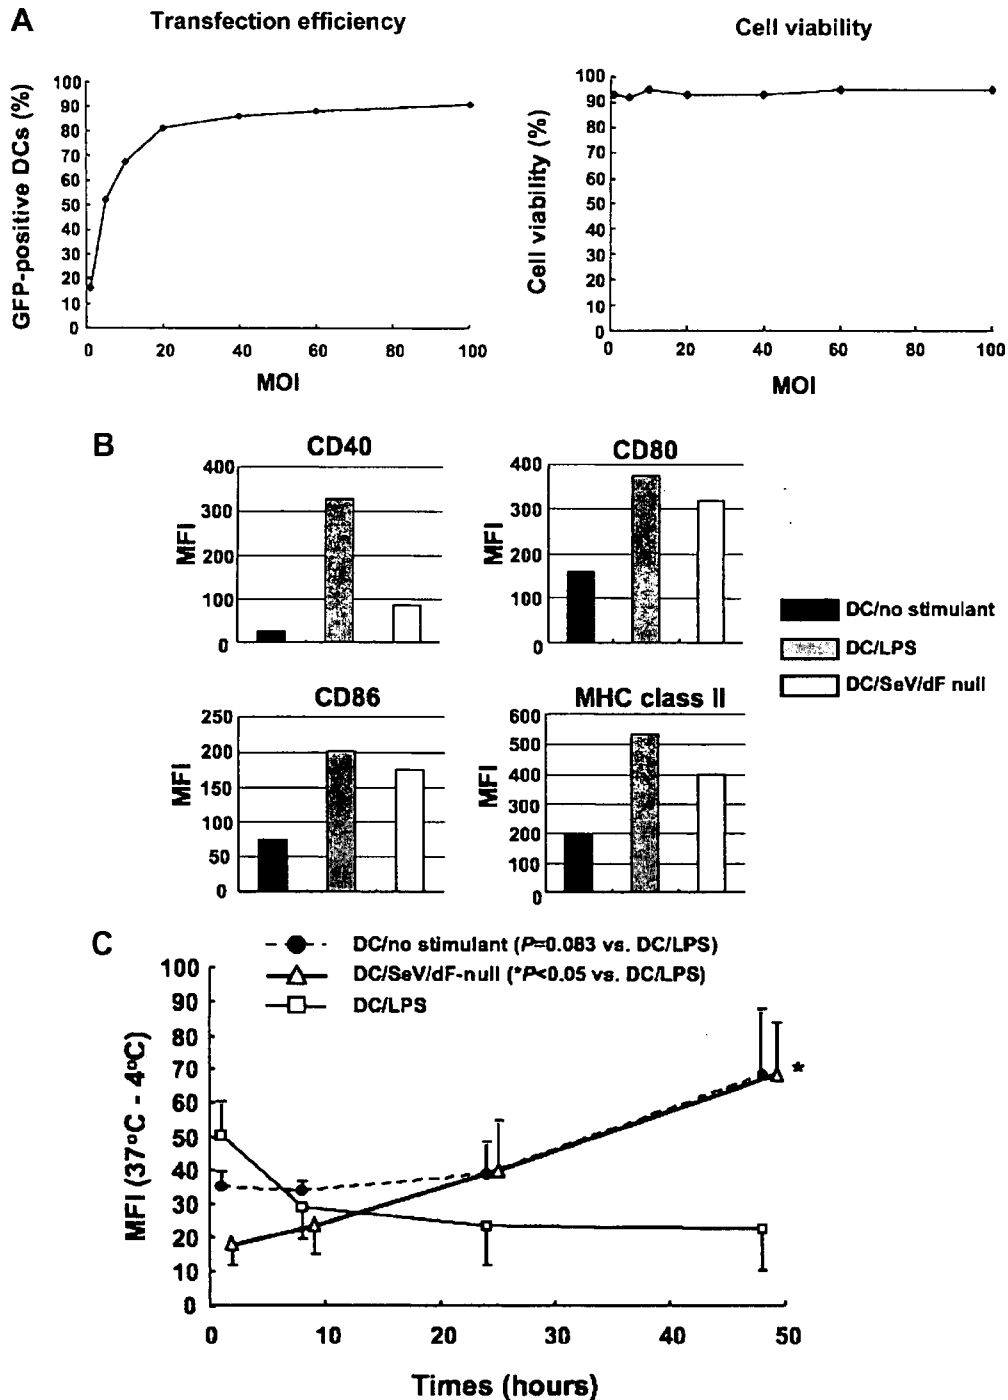 A
Transfection efficiency
Cell viability
GFP-positive DCs (%)
100
90
80
70
60
50
40
30
20
10
0
0 20 40 60 80 100
MOI
Cell viability (%)
100
90
80
70
60
50
40
30
20
10
0
0 20 40 60 80 100
MOI
B
CD40
MFI
400
300
200
100
0
CD80
MFI
400
300
200
100
0
DC/no stimulant
DC/LPS
DC/SeV/dF null
CD86
MFI
250
200
150
100
50
0
MHC class II
MFI
600
500
400
300
200
100
0
C
DC/no stimulant (P=0.083 vs. DC/LPS)
DC/SeV/dF-null (*P<0.05 vs. DC/LPS)
DC/LPS
MFI (37°C - 4°C)
100
90
80
70
60
50
40
30
20
10
0
*
0 10 20 30 40 50
Times (hours)